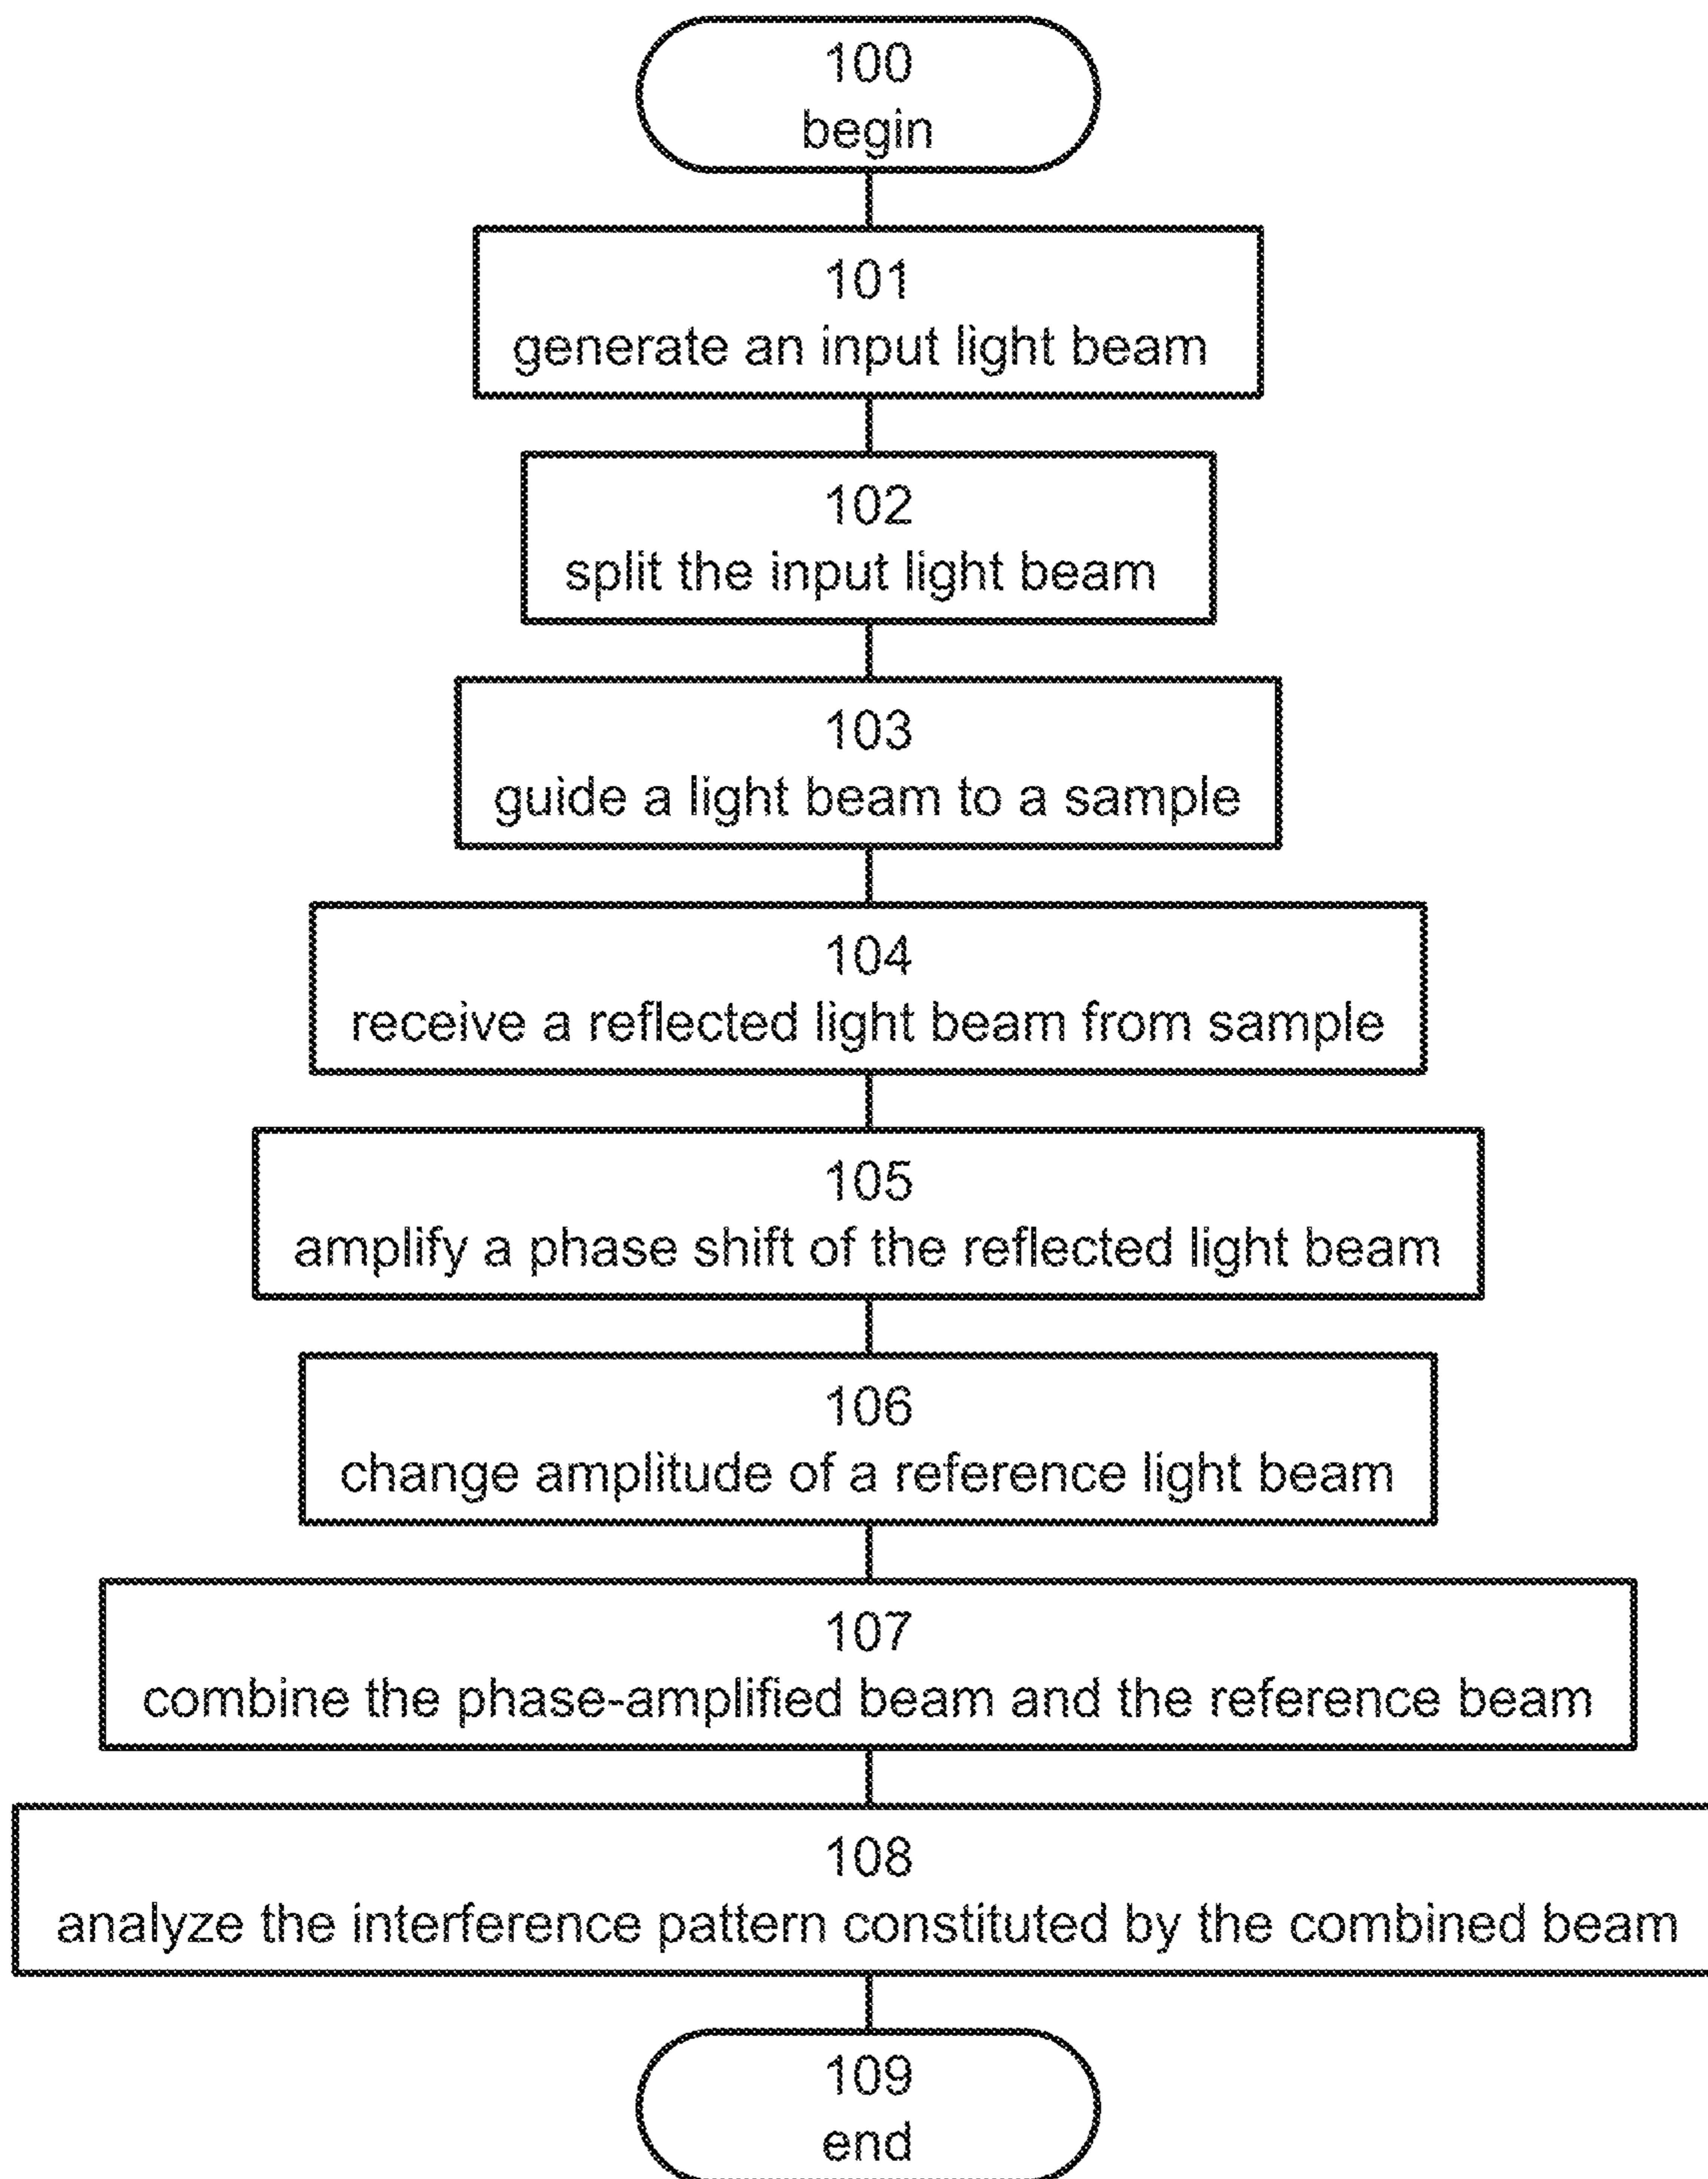 100
begin
101
generate an input light beam
102
split the input light beam
103
guide a light beam to a sample
104
receive a reflected light beam from sample
105
amplify a phase shift of the reflected light beam
106
change amplitude of a reference light beam
107
combine the phase-amplified beam and the reference beam
108
analyze the interference pattern constituted by the combined beam
109
end